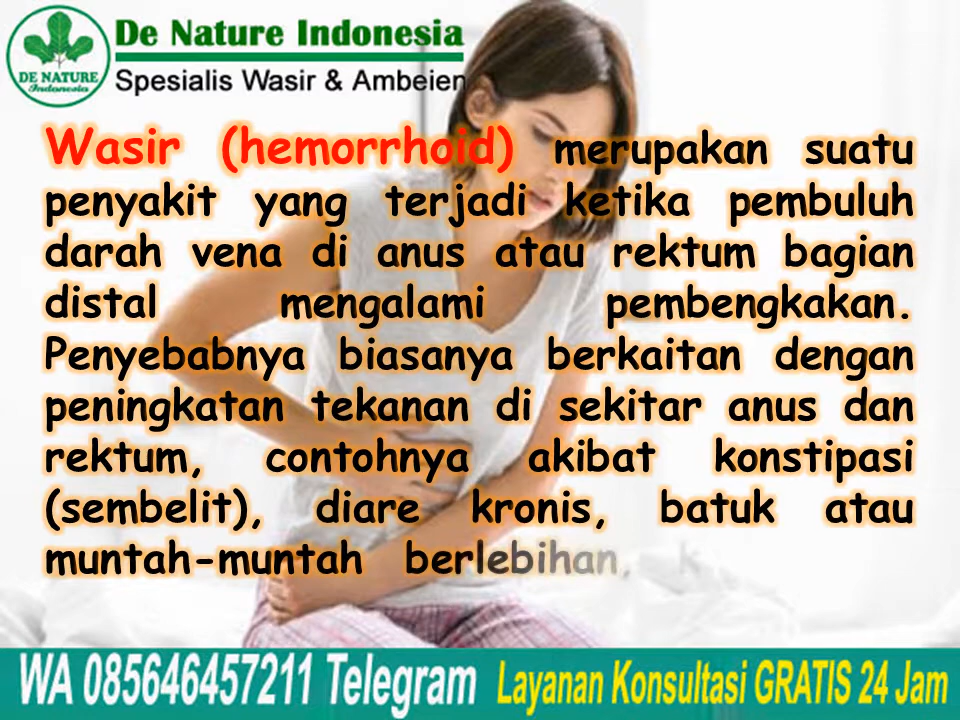 De Nature Indonesia
Spesialis Wasir & Ambeien
DE NATURE
Indonesia
Wasir (hemorrhoid) merupakan suatu
penyakit yang terjadi ketika pembuluh
darah vena di anus atau rektum bagian
distal mengalami pembengkakan.
Penyebabnya biasanya berkaitan dengan
peningkatan tekanan di sekitar anus dan
rektum, contohnya akibat konstipasi
(sembelit), diare kronis, batuk atau
muntah-muntah berlebihan,
WA 085646457211 Telegram Layanan Konsultasi GRATIS 24 Jam